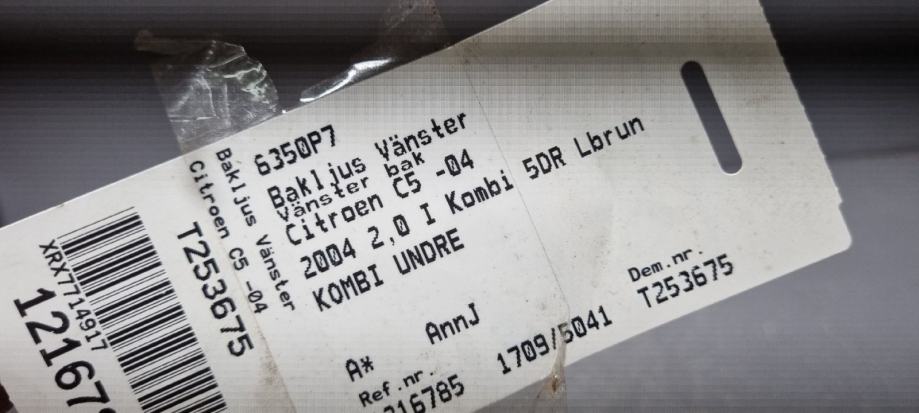 6350P7
Bakljus Vänster
Vänster bak
Citroen C5 -04
2004 2,0 I Kombi 5DR Lbrun
KOMBI UNDRE
A* AnnJ
Ref.nr.
1709/5041
Dem.nr.
T253675
Bakljus Vänster
Citroen C5 -04
T253675
XRX7714917